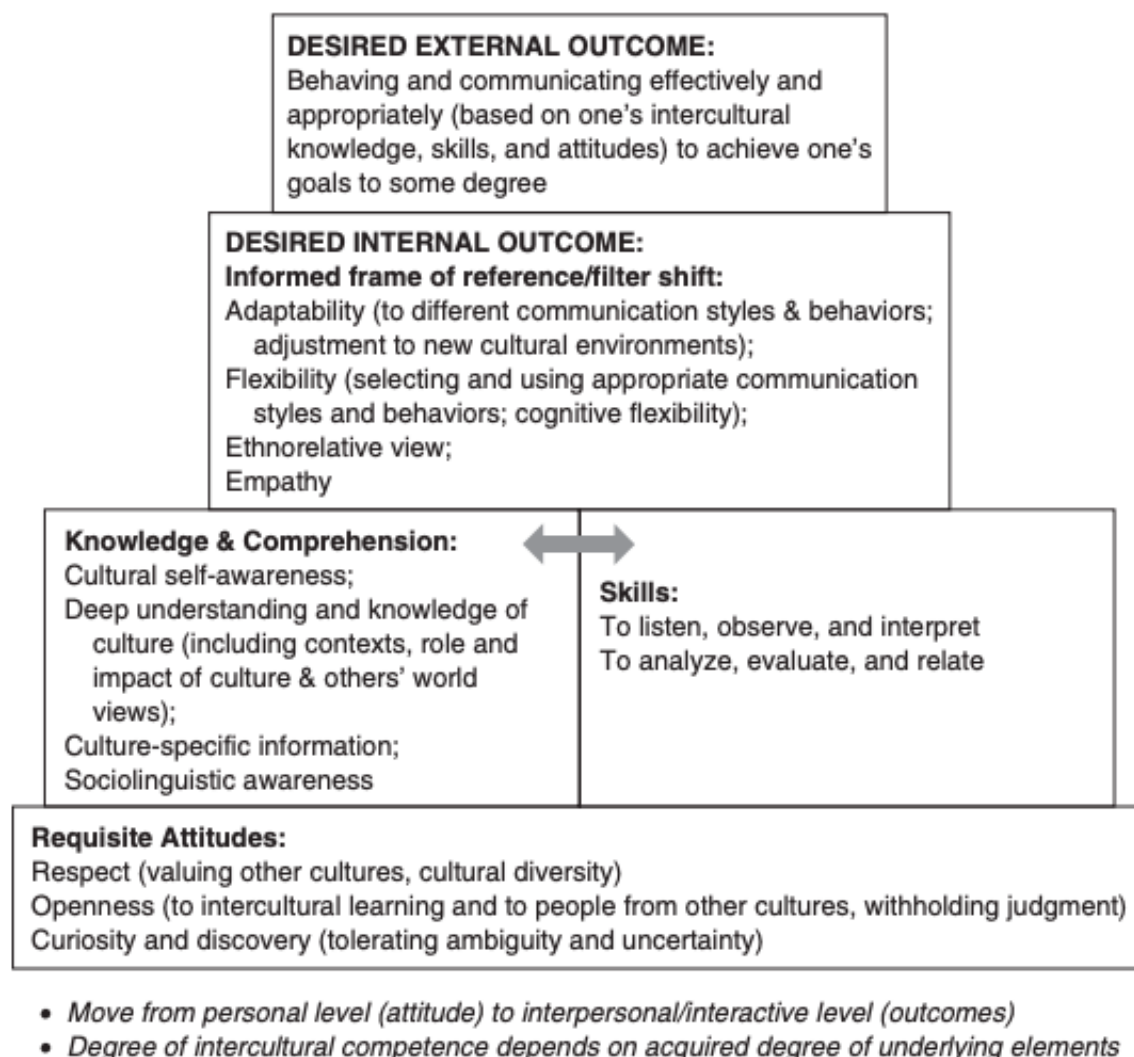 DESIRED EXTERNAL OUTCOME:
Behaving and communicating effectively and
appropriately (based on one's intercultural
knowledge, skills, and attitudes) to achieve one's
goals to some degree
DESIRED INTERNAL OUTCOME:
Informed frame of reference/filter shift:
Adaptability (to different communication styles & behaviors;
adjustment to new cultural environments);
Flexibility (selecting and using appropriate communication
styles and behaviors; cognitive flexibility);
Ethnorelative view;
Empathy
Knowledge & Comprehension:
Cultural self-awareness;
Deep understanding and knowledge of
culture (including contexts, role and
impact of culture & others' world
views);
Culture-specific information;
Sociolinguistic awareness
Skills:
To listen, observe, and interpret
To analyze, evaluate, and relate
Requisite Attitudes:
Respect (valuing other cultures, cultural diversity)
Openness (to intercultural learning and to people from other cultures, withholding judgment)
Curiosity and discovery (tolerating ambiguity and uncertainty)
• Move from personal level (attitude) to interpersonal/interactive level (outcomes)
• Degree of intercultural competence depends on acquired degree of underlying elements